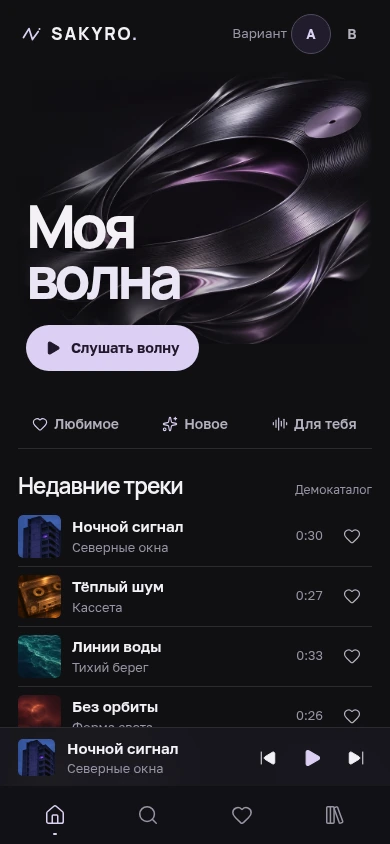 SAKYRO.
Вариант A B
Моя
волна
Слушать волну
Любимое Новое Для тебя
Недавние треки Демокаталог
Ночной сигнал 0:30
Северные окна
Тёплый шум 0:27
Кассета
Линии воды 0:33
Тихий берег
Без орбиты 0:26
Форма света
Ночной сигнал
Северные окна